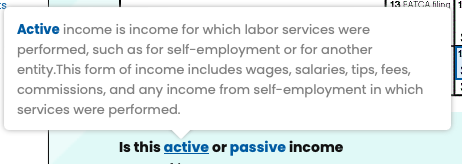 ts
13 FATCA filing
Active income is income for which labor services were
performed, such as for self-employment or for another
entity.This form of income includes wages, salaries, tips, fees,
commissions, and any income from self-employment in which
services were performed.
Is this active or passive income